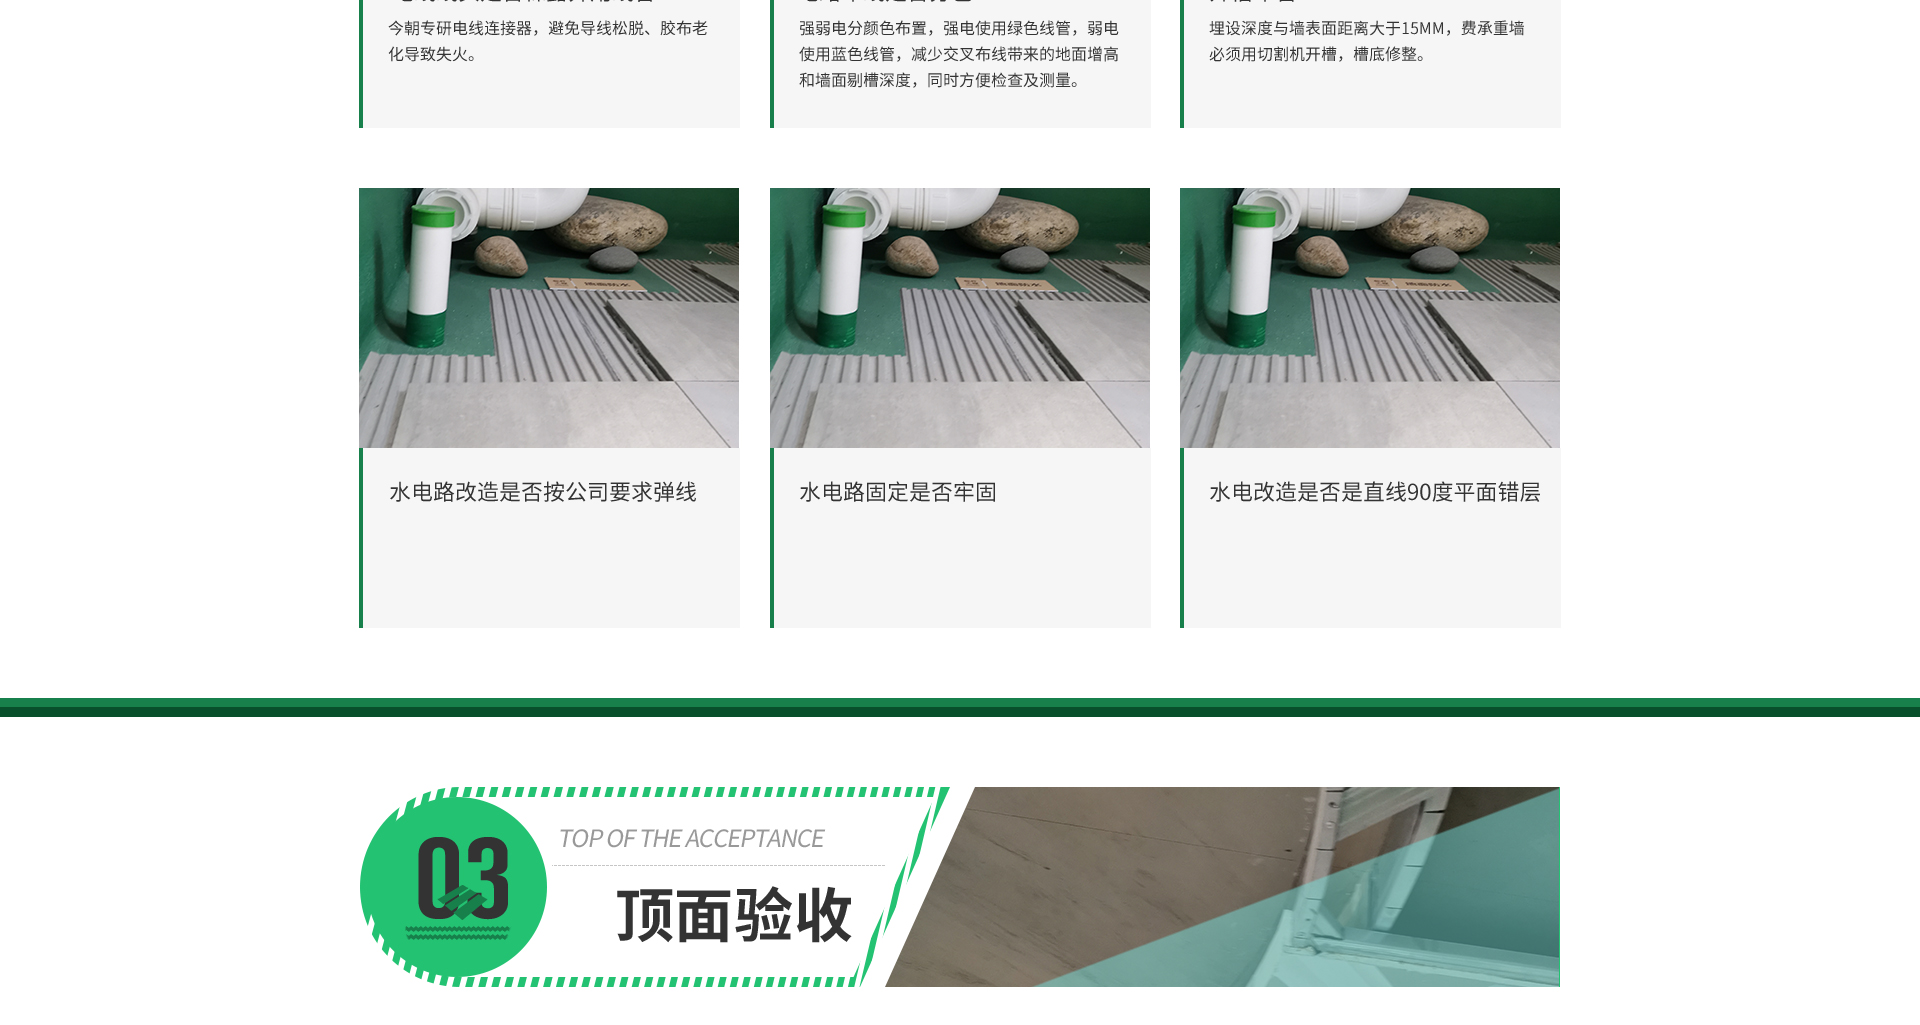 今朝专研电线连接器，避免导线松脱、胶布老
化导致失火。
强弱电分颜色布置，强电使用绿色线管，弱电
使用蓝色线管，减少交叉布线带来的地面增高
和墙面剔槽深度，同时方便检查及测量。
埋设深度与墙表面距离大于15MM，费承重墙
必须用切割机开槽，槽底修整。
水电路改造是否按公司要求弹线
水电路固定是否牢固
水电改造是否是直线90度平面错层
03
TOP OF THE ACCEPTANCE
顶面验收